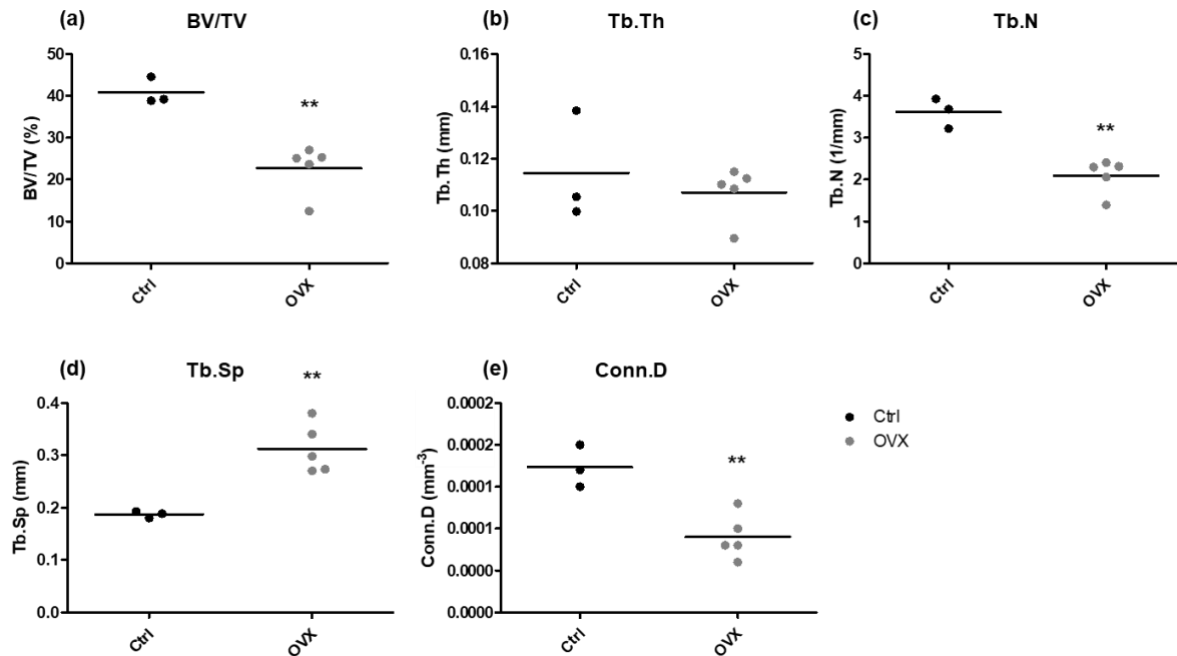 (a) BV/TV
50
40
30
20
10
0
BV/TV (%)
**
Ctrl
OVX
(b) Tb.Th
0.16
0.14
0.12
0.10
0.08
Tb.Th (mm)
Ctrl
OVX
(c) Tb.N
5
4
3
2
1
0
Tb.N (1/mm)
**
Ctrl
OVX
(d) Tb.Sp
0.4
0.3
0.2
0.1
0.0
Tb.Sp (mm)
**
Ctrl
OVX
(e) Conn.D
0.0002
0.0002
0.0001
0.0001
0.0000
0.0000
Conn.D (mm⁻³)
**
Ctrl
OVX
Ctrl
OVX